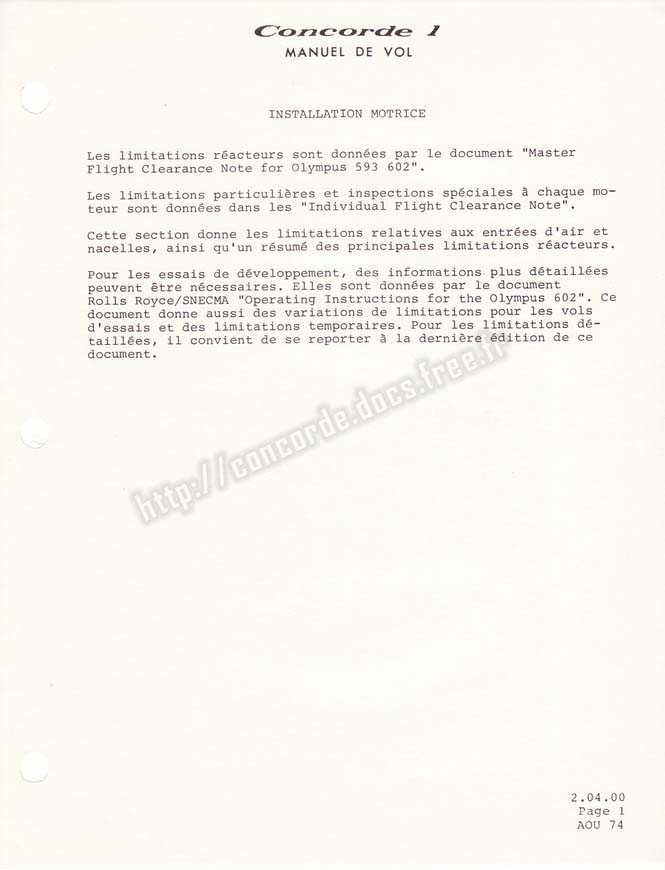 Concorde 1
MANUEL DE VOL
INSTALLATION MOTRICE
Les limitations réacteurs sont données par le document "Master
Flight Clearance Note for Olympus 593 602".
Les limitations particulières et inspections spéciales à chaque mo-
teur sont données dans les "Individual Flight Clearance Note".
Cette section donne les limitations relatives aux entrées d'air et
nacelles, ainsi qu'un résumé des principales limitations réacteurs.
Pour les essais de développement, des informations plus détaillées
peuvent être nécessaires. Elles sont données par le document
Rolls Royce/SNECMA "Operating Instructions for the Olympus 602". Ce
document donne aussi des variations de limitations pour les vols
d'essais et des limitations temporaires. Pour les limitations dé-
taillées, il convient de se reporter à la dernière édition de ce
document.
http://concorde.docs.free.fr
2.04.00
Page 1
AOU 74